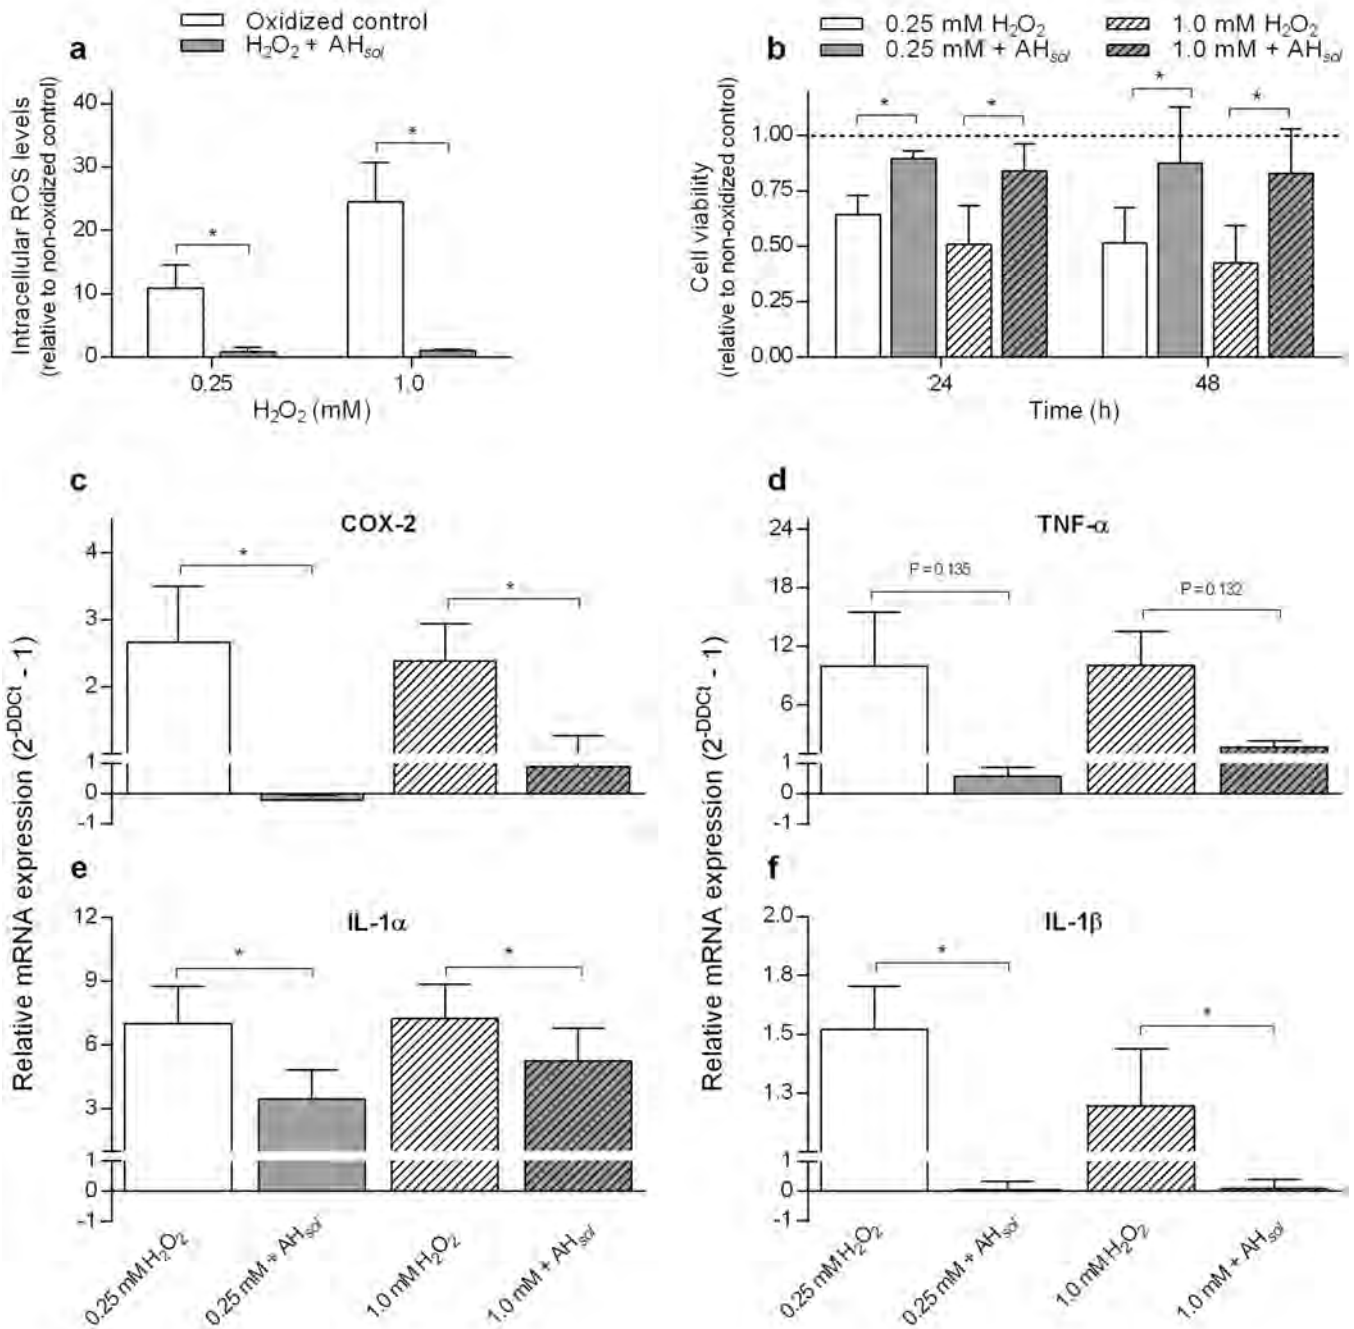 a
Oxidized control
H₂O₂ + AHsol
Intracellular ROS levels
(relative to non-oxidized control)
40
30
20
10
0
*
*
0.25
1.0
H₂O₂ (mM)
b
0.25 mM H₂O₂
1.0 mM H₂O₂
0.25 mM + AHsol
1.0 mM + AHsol
Cell viability
(relative to non-oxidized control)
1.00
0.75
0.50
0.25
0.00
*
*
*
*
24
48
Time (h)
Relative mRNA expression (2^-DDCt - 1)
c
COX-2
4
3
2
1
0
-1
*
*
Relative mRNA expression (2^-DDCt - 1)
d
TNF-α
24
18
12
6
1
0
-1
P = 0.135
P = 0.132
e
IL-1α
12
9
6
3
1
0
-1
*
*
0.25 mM H₂O₂
0.25 mM + AHsol
1.0 mM H₂O₂
1.0 mM + AHsol
f
IL-1β
2.0
1.8
1.5
1.3
1
0
-1
*
*
0.25 mM H₂O₂
0.25 mM + AHsol
1.0 mM H₂O₂
1.0 mM + AHsol